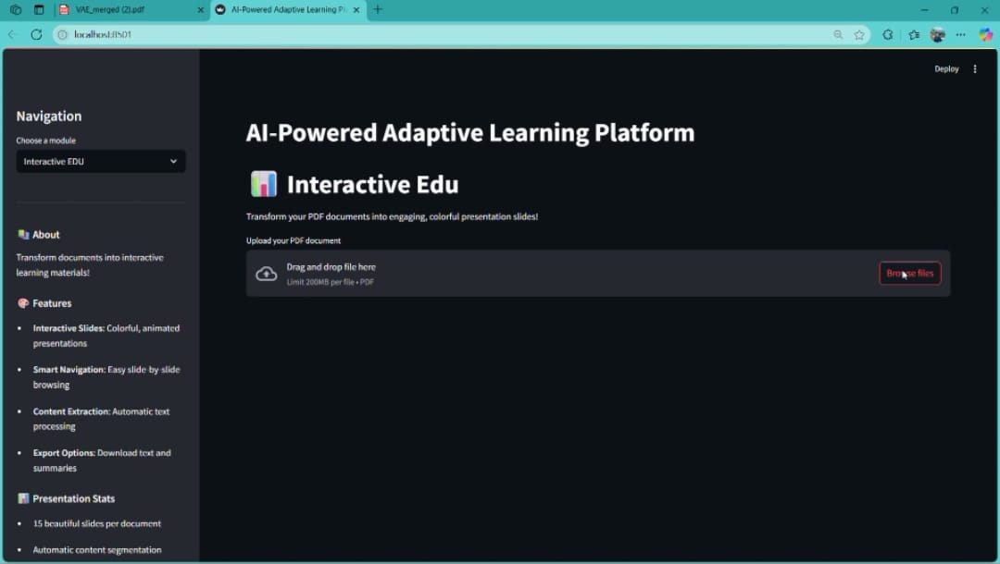 VAE_merged (2).pdf
AI-Powered Adaptive Learning Pl
localhost:8501
Deploy
Navigation
Choose a module
Interactive EDU
About
Transform documents into interactive
learning materials!
Features
• Interactive Slides: Colorful, animated
presentations
• Smart Navigation: Easy slide-by-slide
browsing
• Content Extraction: Automatic text
processing
• Export Options: Download text and
summaries
Presentation Stats
• 15 beautiful slides per document
• Automatic content segmentation
AI-Powered Adaptive Learning Platform
Interactive Edu
Transform your PDF documents into engaging, colorful presentation slides!
Upload your PDF document
Drag and drop file here
Limit 200MB per file • PDF
Browse files